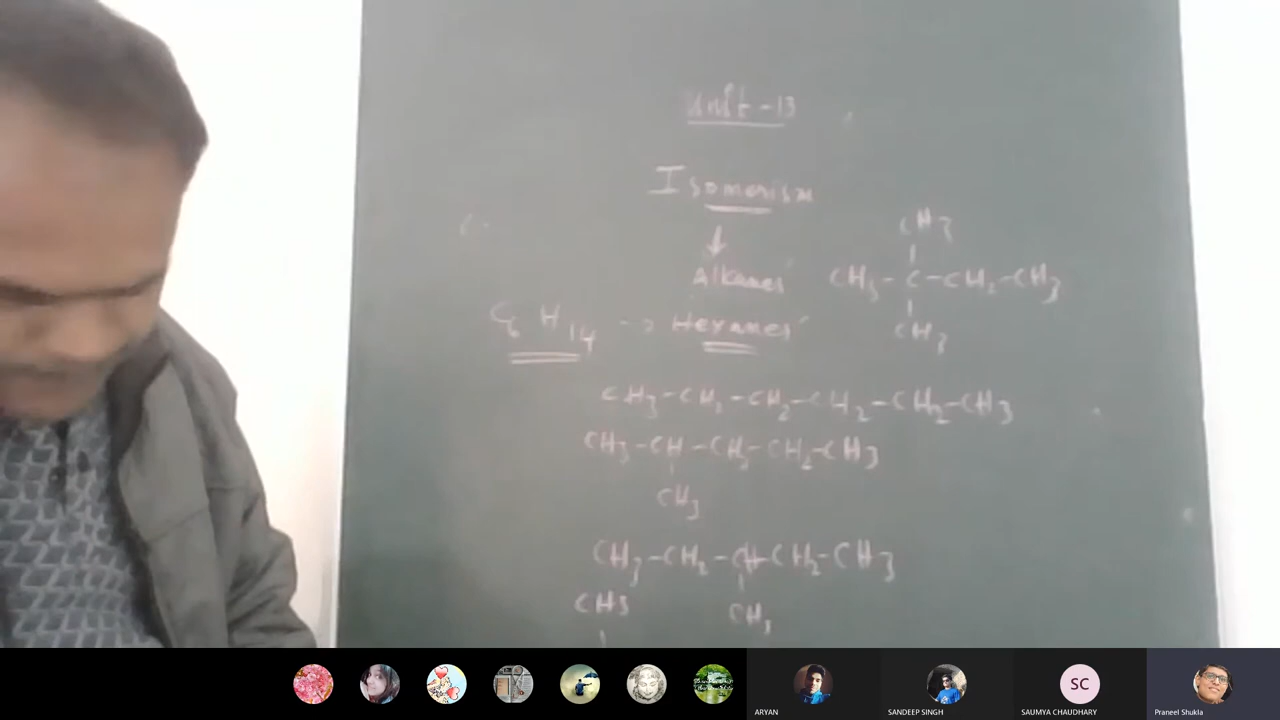 Unit-13
Isomerism
↓
Alkanes
CH3
|
CH3-C-CH2-CH3
|
CH3
C6H14 -> Hexanes
CH3-CH2-CH2-CH2-CH2-CH3
CH3-CH-CH2-CH2-CH3
|
CH3
CH3-CH2-CH-CH2-CH3
|
CH3
CH3
|
ARYAN
SANDEEP SINGH
SC
SAUMYA CHAUDHARY
Praneel Shukla